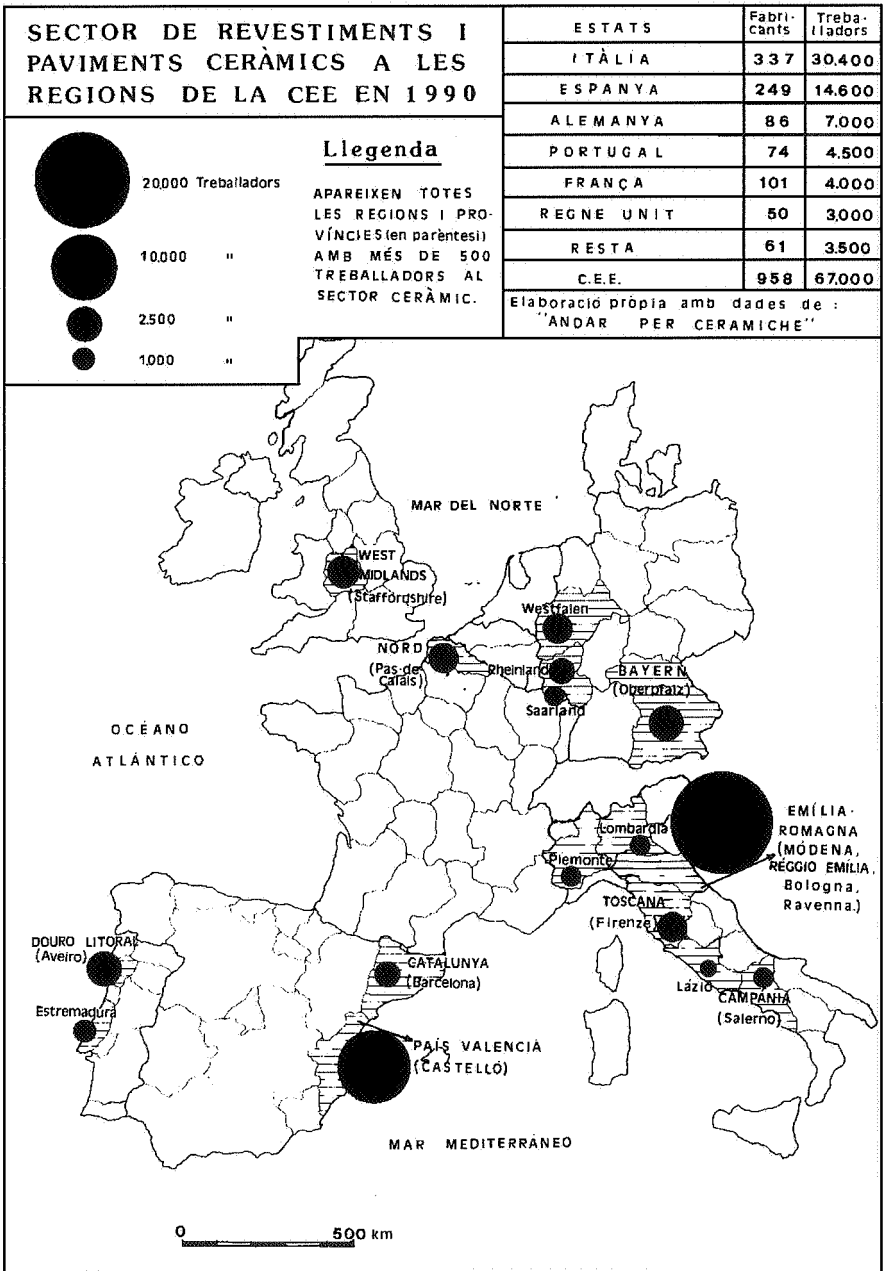 SECTOR DE REVESTIMENTS I
PAVIMENTS CERÀMICS A LES
REGIONS DE LA CEE EN 1990
ESTATS Fabri-cants Treba-lladors
ITÀLIA 337 30.400
ESPANYA 249 14.600
ALEMANYA 86 7.000
PORTUGAL 74 4.500
FRANÇA 101 4.000
REGNE UNIT 50 3.000
RESTA 61 3.500
C.E.E. 958 67.000
Elaboració pròpia amb dades de :
"ANDAR PER CERAMICHE"
Llegenda
20.000 Treballadors
10.000 "
2.500 "
1.000 "
APAREIXEN TOTES
LES REGIONS I PRO-
VÍNCIES (en parèntesi)
AMB MÉS DE 500
TREBALLADORS AL
SECTOR CERÀMIC.
MAR DEL NORTE
WEST
MIDLANDS
(Staffordshire)
Westfalen
NORD
(Pas-de
Calais)
Rheinland
BAYERN
(Oberpfalz)
Saarland
OCÉANO
ATLÁNTICO
EMÍLIA-
ROMAGNA
(MÓDENA,
REGGIO EMÍLIA,
Bologna,
Ravenna.)
Lombardia
Piemonte
TOSCANA
(Firenze)
DOURO LITORAL
(Aveiro)
CATALUNYA
(Barcelona)
Lázio
CAMPANIA
(Salerno)
Estremadura
PAÍS VALENCIÀ
(CASTELLÓ)
MAR MEDITERRÁNEO
0 500 km